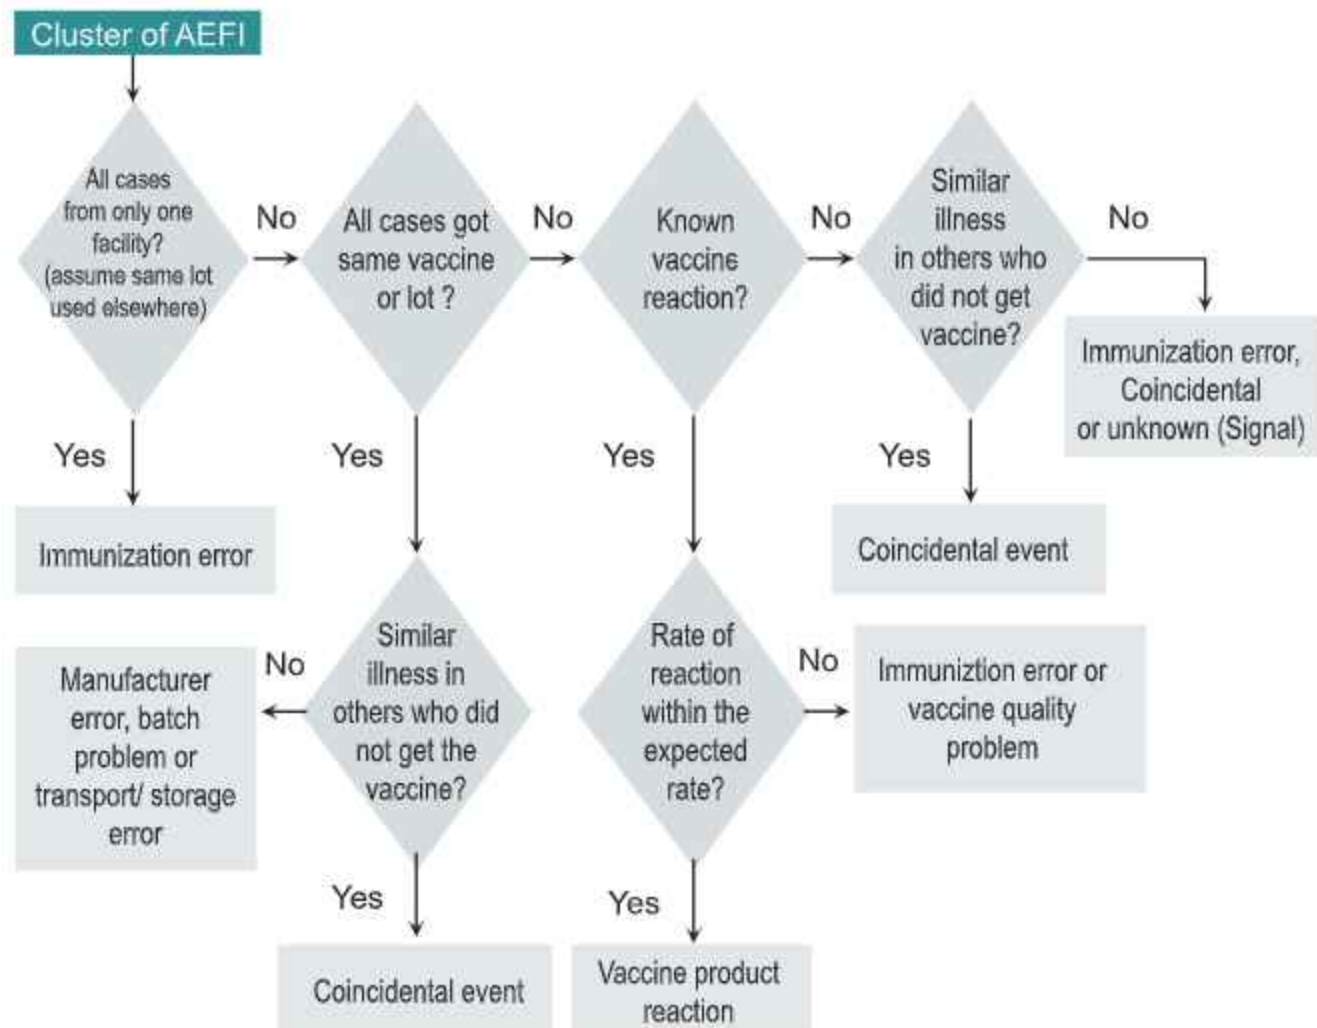 Cluster of AEFI
All cases
from only one
facility?
(assume same lot
used elsewhere)
No
All cases got
same vaccine
or lot ?
No
Known
vaccine
reaction?
No
Similar
illness
in others who
did not get
vaccine?
No
Immunization error,
Coincidental
or unknown (Signal)
Yes
Yes
Yes
Yes
Immunization error
Coincidental event
Similar
illness in
others who did
not get the
vaccine?
No
Manufacturer
error, batch
problem or
transport/ storage
error
Rate of
reaction
within the
expected
rate?
No
Immuniztion error or
vaccine quality
problem
Yes
Yes
Coincidental event
Vaccine product
reaction